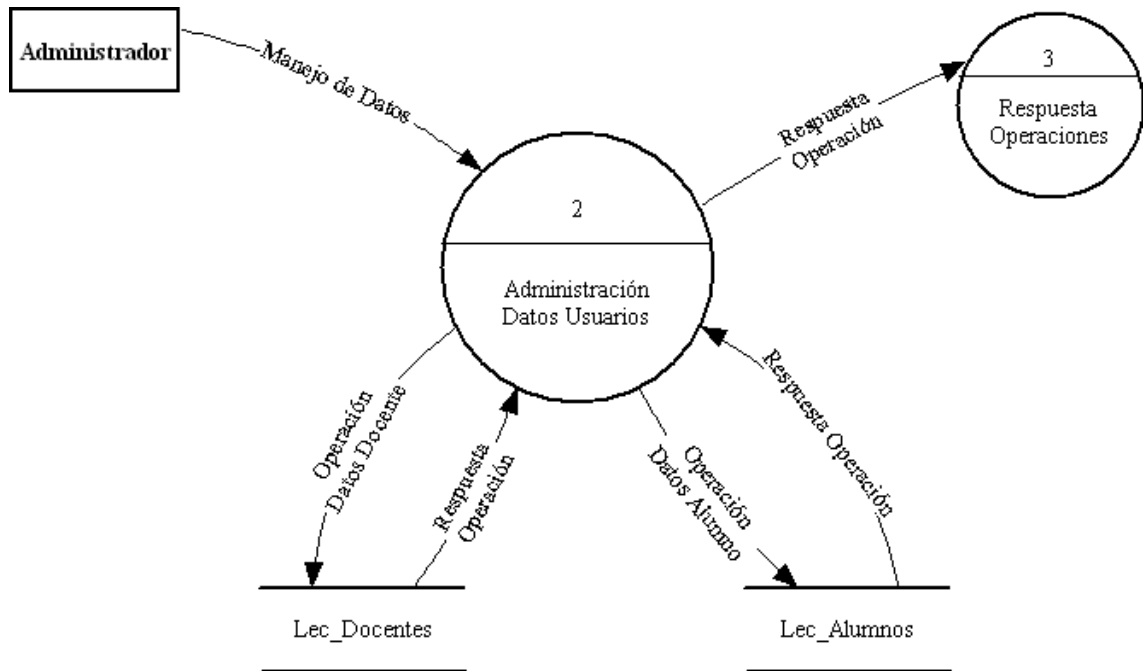 Administrador
Manejo de Datos
3
Respuesta
Operaciones
Respuesta
Operación
2
Administración
Datos Usuarios
Operación
Datos Docente
Respuesta
Operación
Operación
Datos Alumno
Respuesta Operación
Lec_Docentes
Lec_Alumnos